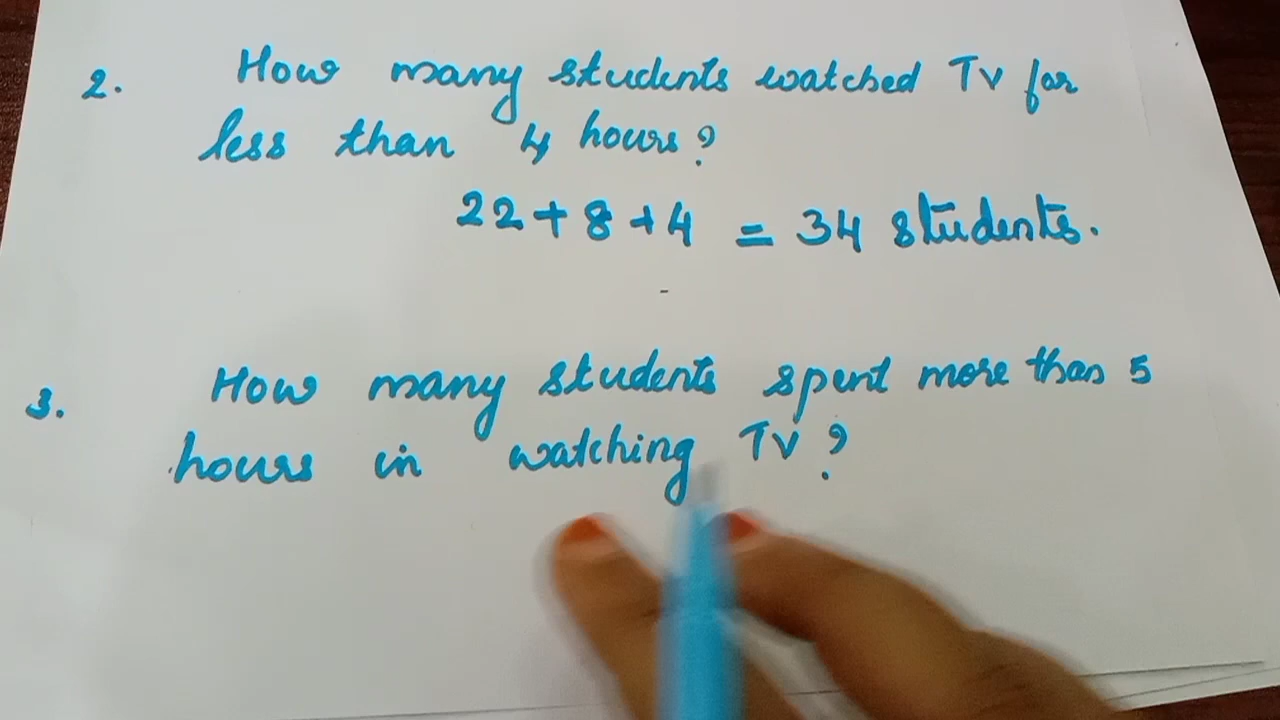 2. How many students watched TV for
less than 4 hours?
22 + 8 + 4 = 34 students.
3. How many students spent more than 5
hours in watching TV?